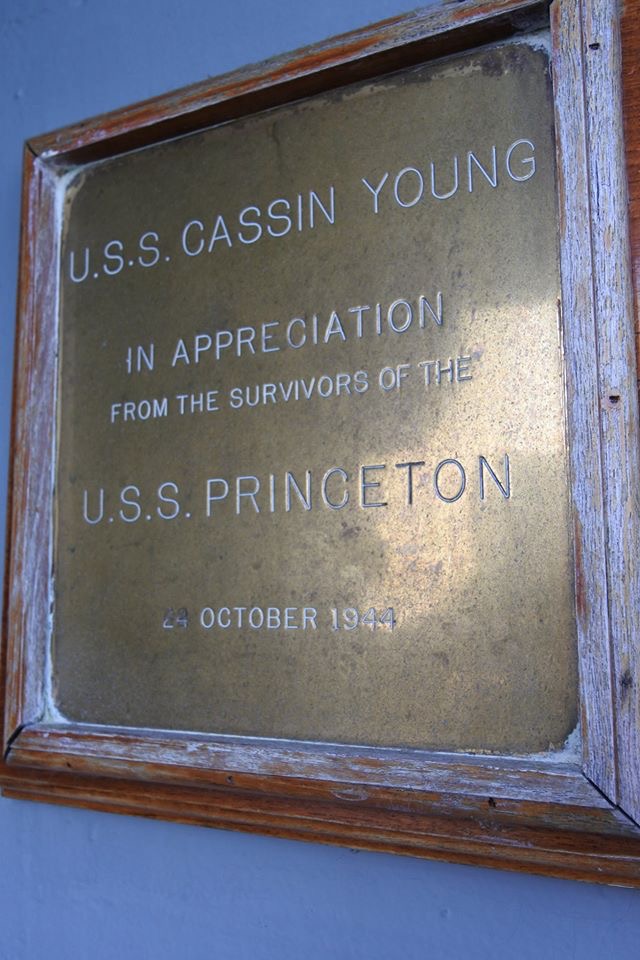 U.S.S. CASSIN YOUNG
IN APPRECIATION
FROM THE SURVIVORS OF THE
U.S.S. PRINCETON
24 OCTOBER 1944